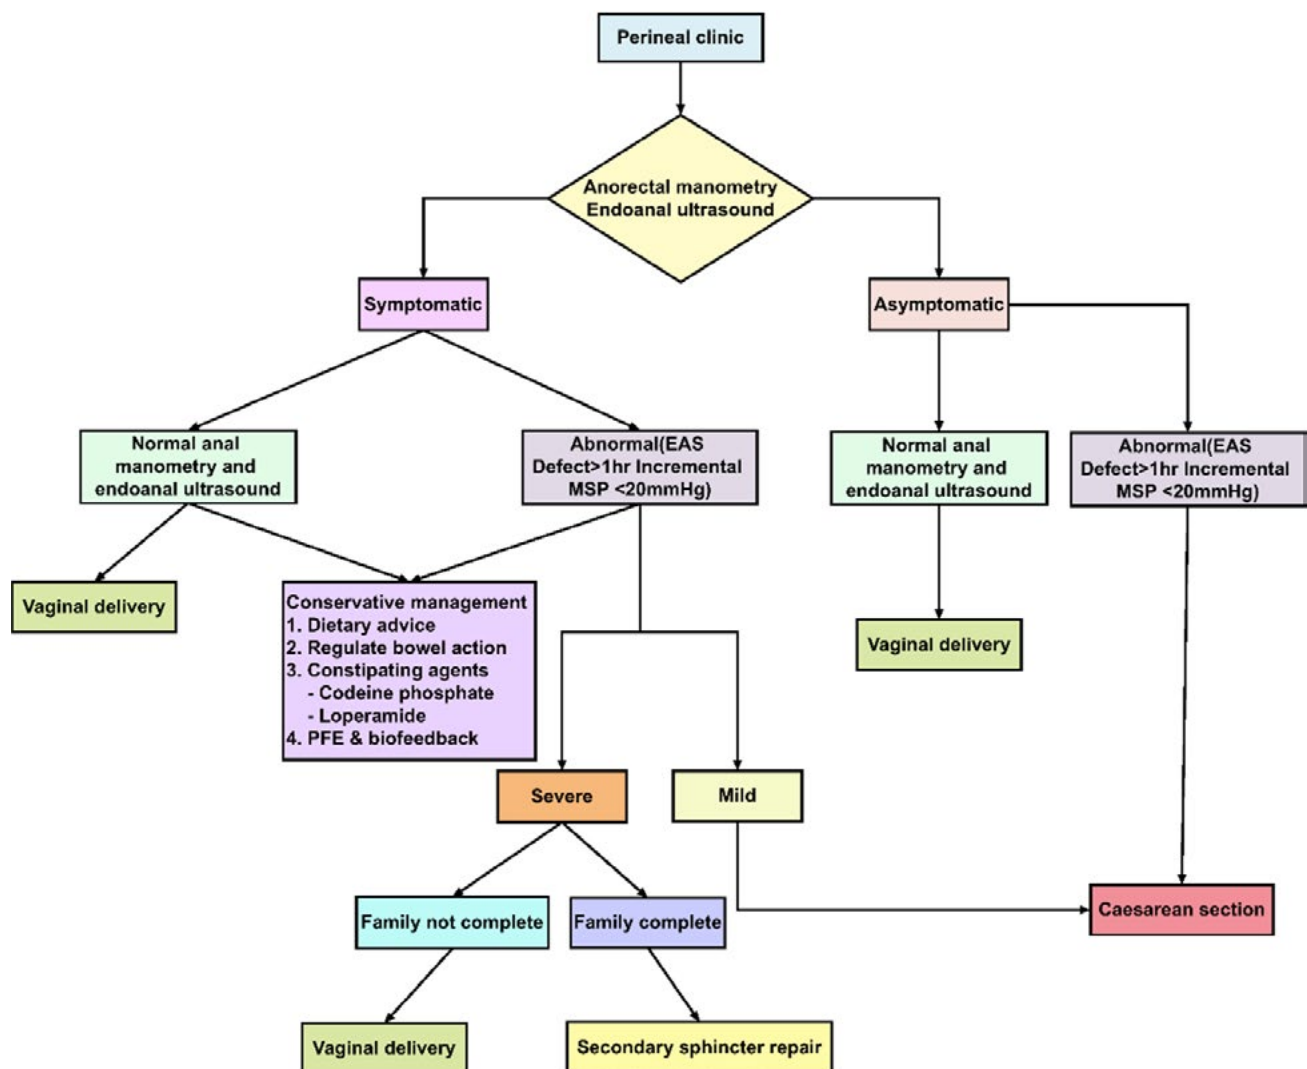 Perineal clinic
Anorectal manometry
Endoanal ultrasound
Symptomatic
Asymptomatic
Normal anal
manometry and
endoanal ultrasound
Abnormal(EAS
Defect>1hr Incremental
MSP <20mmHg)
Normal anal
manometry and
endoanal ultrasound
Abnormal(EAS
Defect>1hr Incremental
MSP <20mmHg)
Vaginal delivery
Conservative management
1. Dietary advice
2. Regulate bowel action
3. Constipating agents
- Codeine phosphate
- Loperamide
4. PFE & biofeedback
Vaginal delivery
Severe
Mild
Family not complete
Family complete
Caesarean section
Vaginal delivery
Secondary sphincter repair